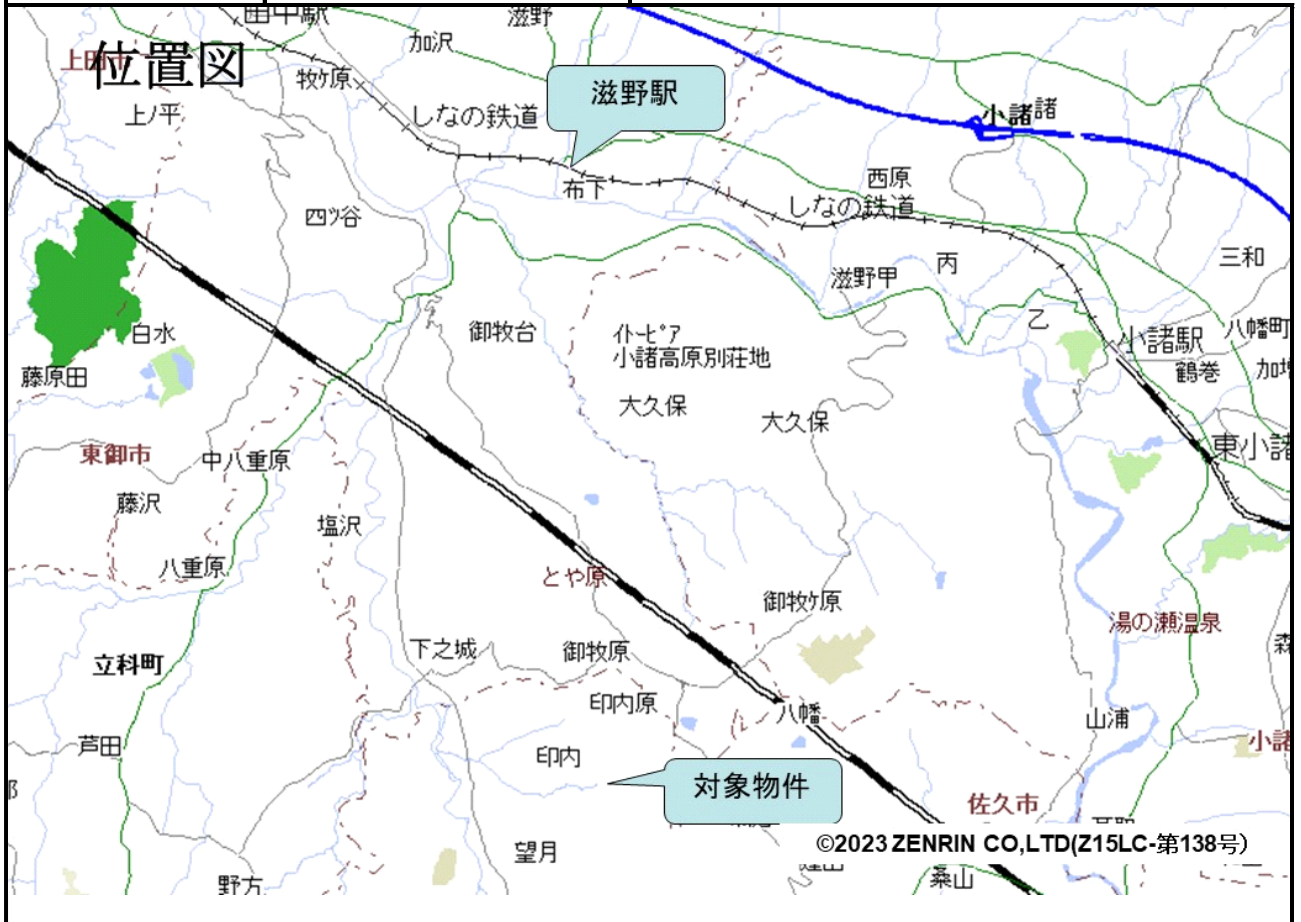 田中駅
滋野
加沢
上田市
位置図
牧ケ原
滋野駅
上ノ平
しなの鉄道
小諸
諸
布下
西原
四ツ谷
しなの鉄道
三和
丙
滋野甲
乙
白水
御牧台
イトーピア
小諸高原別荘地
小諸駅
八幡町
藤原田
鶴巻
大久保
大久保
東御市
中八重原
東小諸
藤沢
塩沢
八重原
とや原
御牧ケ原
湯の瀬温泉
下之城
御牧原
立科町
印内原
八幡
山浦
芦田
印内
対象物件
佐久市
©2023 ZENRIN CO,LTD(Z15LC-第138号)
望月
野方
桑山